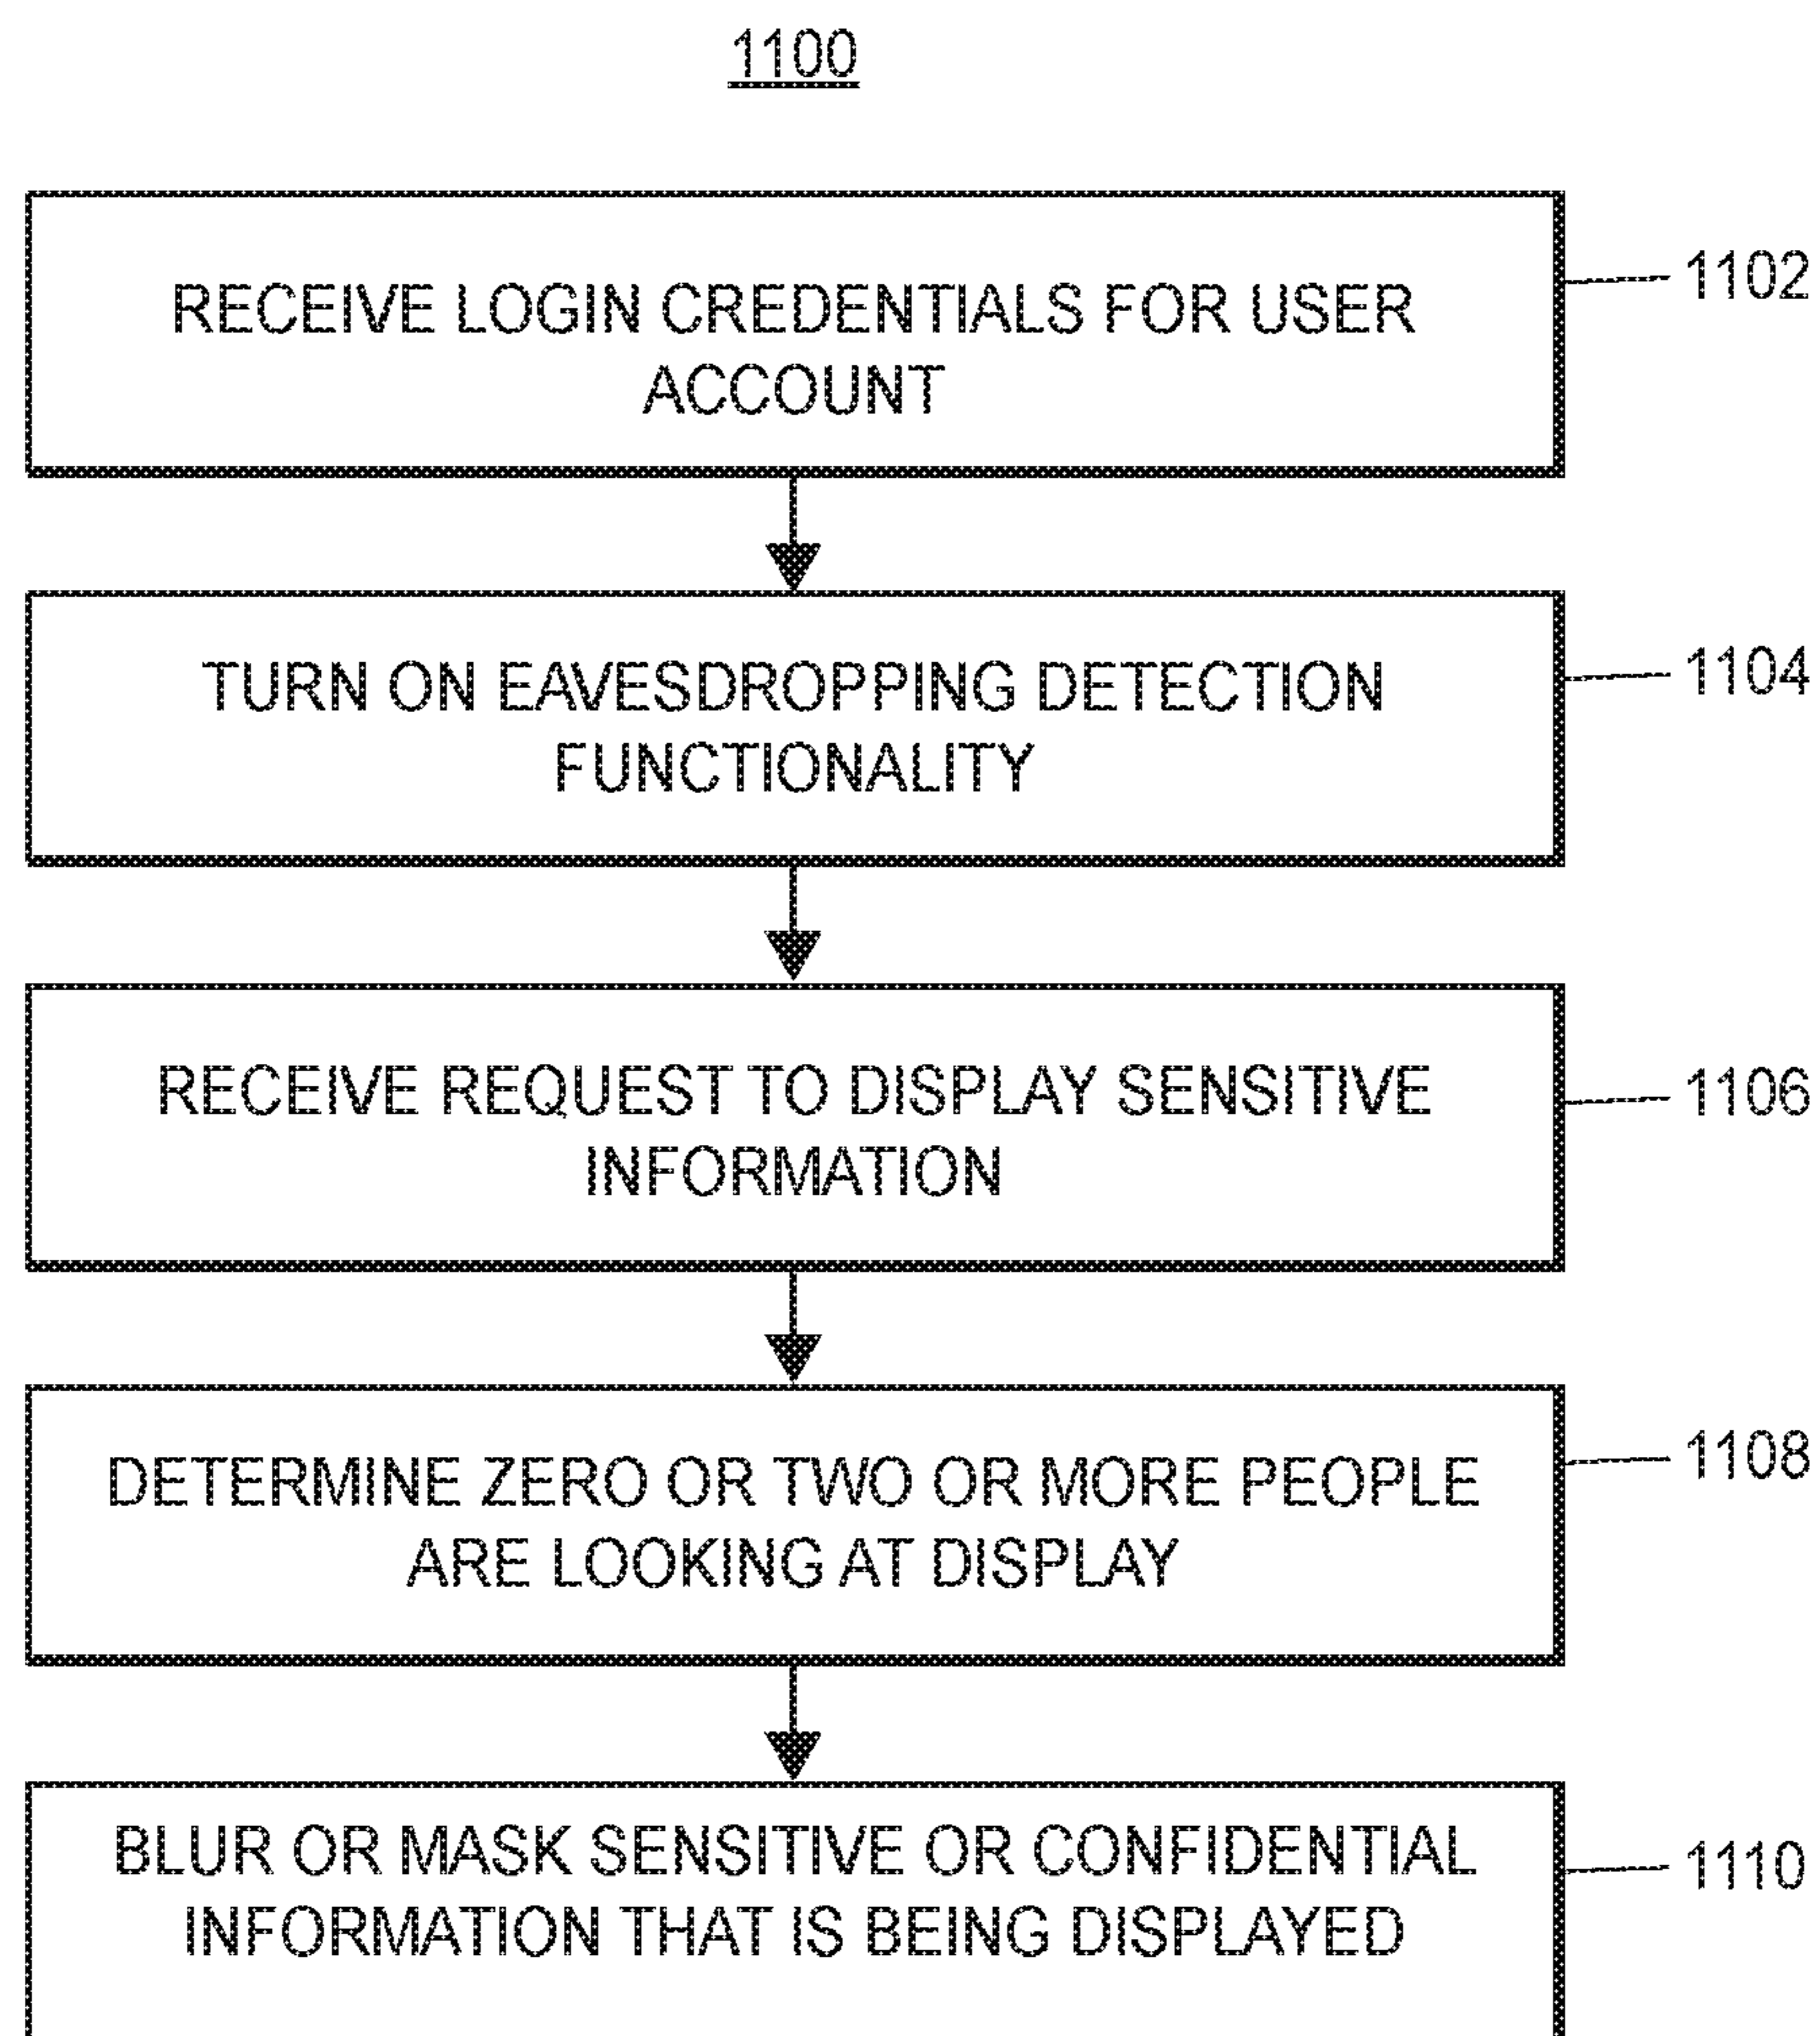 1100
RECEIVE LOGIN CREDENTIALS FOR USER
ACCOUNT
1102
TURN ON EAVESDROPPING DETECTION
FUNCTIONALITY
1104
RECEIVE REQUEST TO DISPLAY SENSITIVE
INFORMATION
1106
DETERMINE ZERO OR TWO OR MORE PEOPLE
ARE LOOKING AT DISPLAY
1108
BLUR OR MASK SENSITIVE OR CONFIDENTIAL
INFORMATION THAT IS BEING DISPLAYED
1110